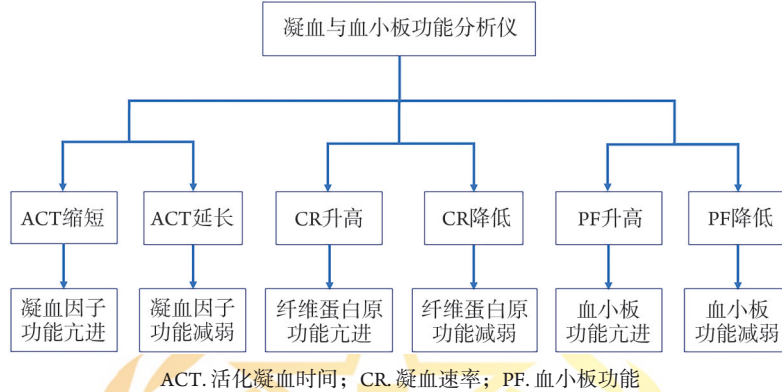 凝血与血小板功能分析仪
ACT缩短
ACT延长
CR升高
CR降低
PF升高
PF降低
凝血因子
功能亢进
凝血因子
功能减弱
纤维蛋白原
功能亢进
纤维蛋白原
功能减弱
血小板
功能亢进
血小板
功能减弱
ACT. 活化凝血时间；CR. 凝血速率；PF. 血小板功能